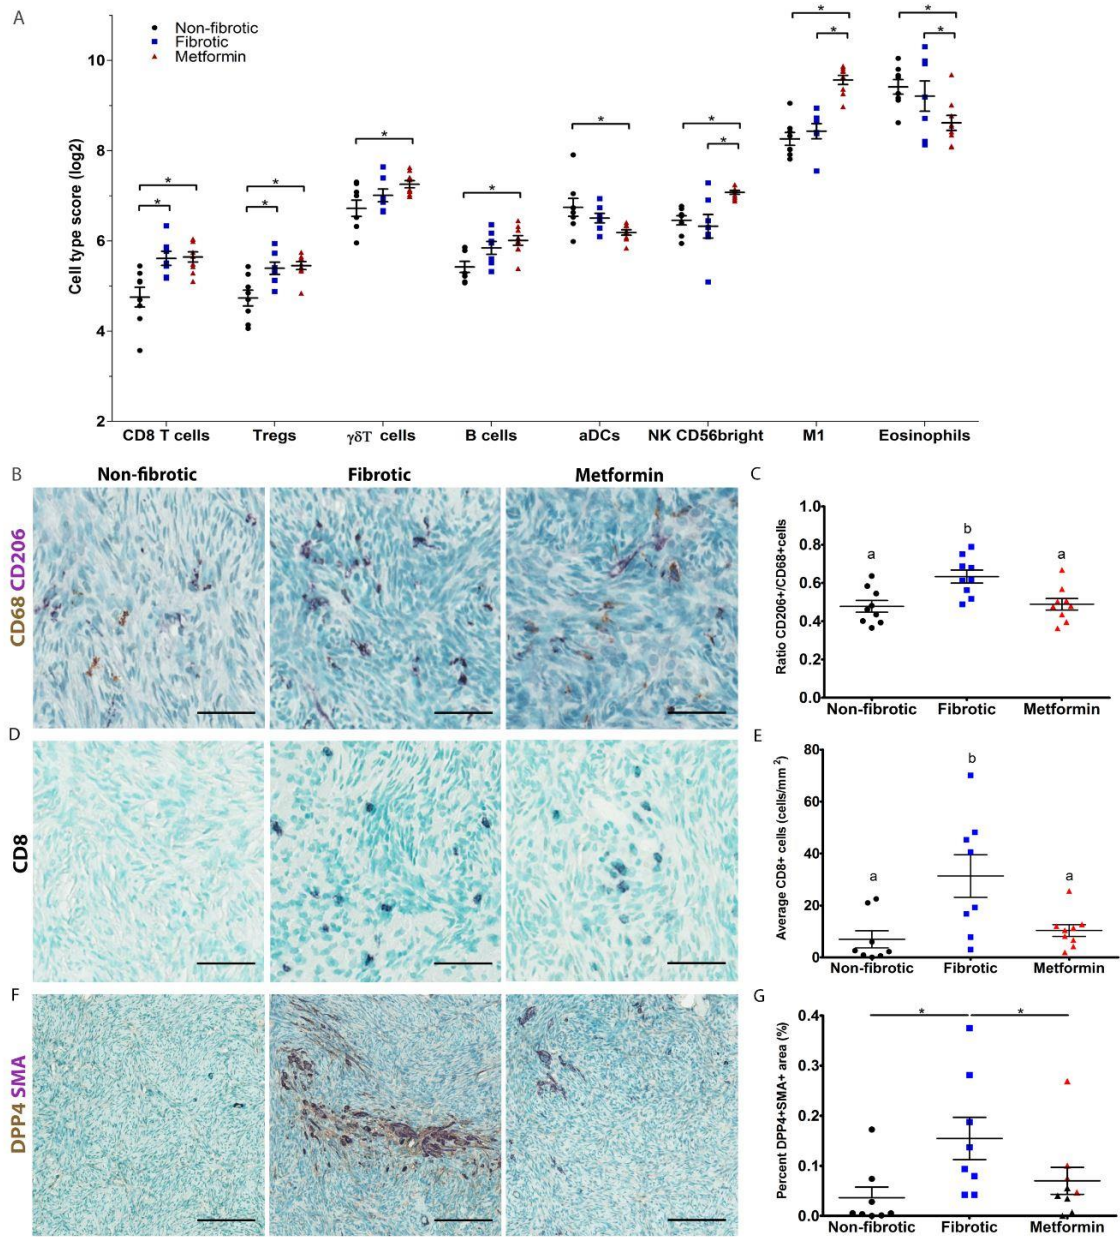 A
Non-fibrotic
Fibrotic
Metformin
Cell type score (log2)
10
8
6
4
2
* * * * * * * * * * * * *
CD8 T cells Tregs γδT cells B cells aDCs NK CD56bright M1 Eosinophils
B Non-fibrotic Fibrotic Metformin
CD68 CD206
C
Ratio CD206+/CD68+cells
1.0
0.8
0.6
0.4
0.2
0.0
a b a
Non-fibrotic Fibrotic Metformin
D
CD8
E
Average CD8+ cells (cells/mm²)
80
60
40
20
0
a b a
Non-fibrotic Fibrotic Metformin
F
DPP4 SMA
G
Percent DPP4+SMA+ area (%)
0.4
0.3
0.2
0.1
0.0
* *
Non-fibrotic Fibrotic Metformin